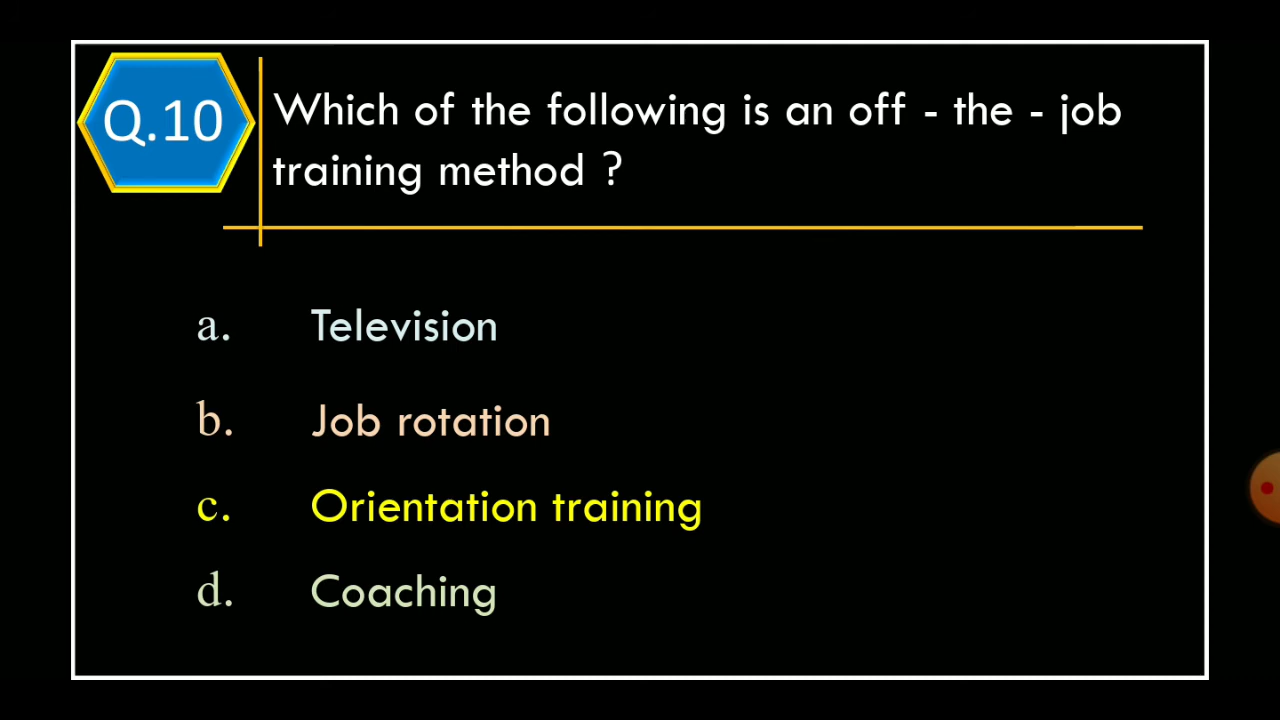 Q.10
Which of the following is an off - the - job
training method ?
a. Television
b. Job rotation
c. Orientation training
d. Coaching